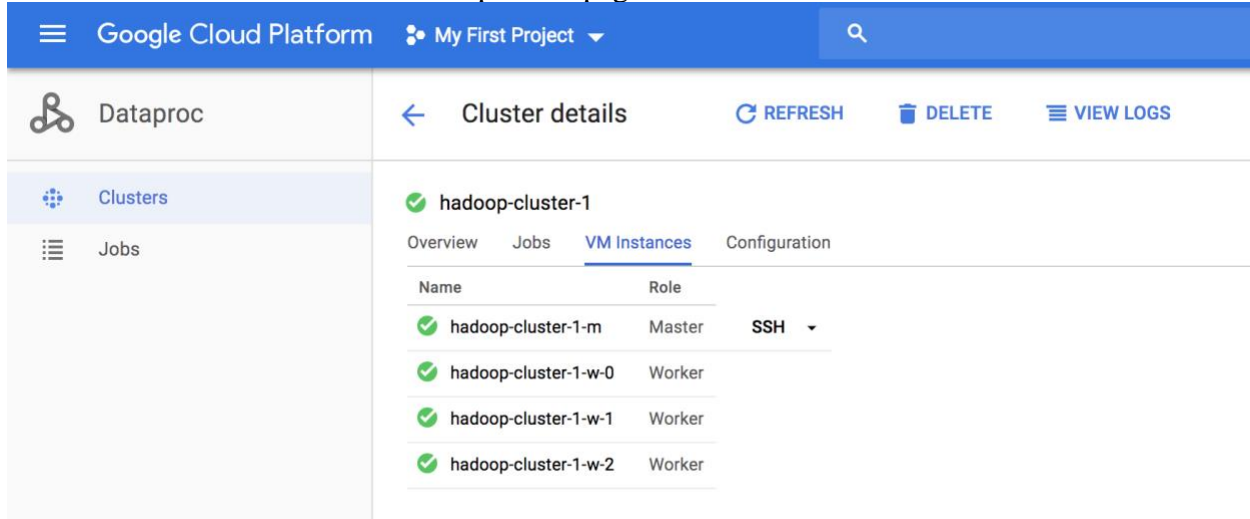 Google Cloud Platform My First Project
Dataproc Cluster details REFRESH DELETE VIEW LOGS
Clusters
Jobs
hadoop-cluster-1
Overview Jobs VM Instances Configuration
Name Role
hadoop-cluster-1-m Master SSH
hadoop-cluster-1-w-0 Worker
hadoop-cluster-1-w-1 Worker
hadoop-cluster-1-w-2 Worker